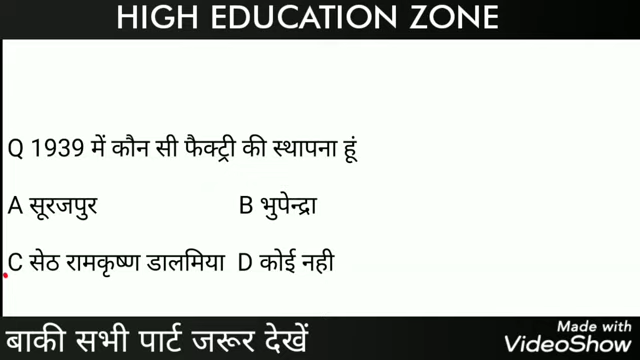 HIGH EDUCATION ZONE
Q 1939 में कौन सी फैक्ट्री की स्थापना हूं
A सूरजपुर B भुपेन्द्रा
C सेठ रामकृष्ण डालमिया D कोई नही
बाकी सभी पार्ट जरूर देखें
Made with
VideoShow